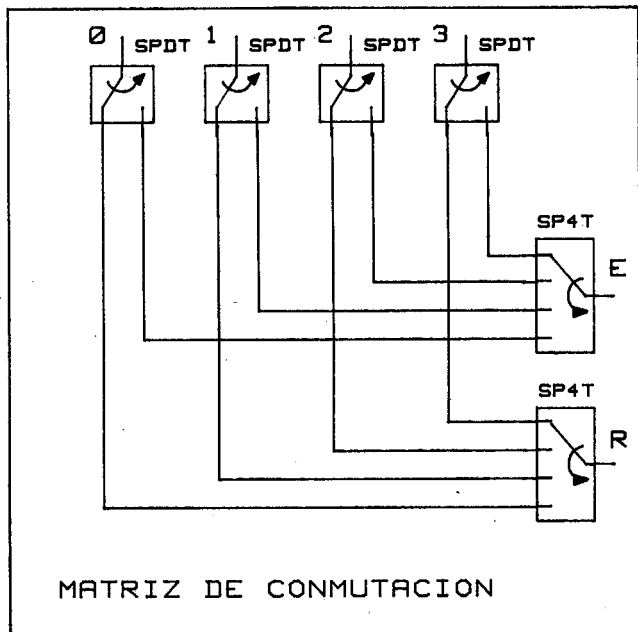 0 SPDT 1 SPDT 2 SPDT 3 SPDT
SP4T
E
SP4T
R
MATRIZ DE CONMUTACION